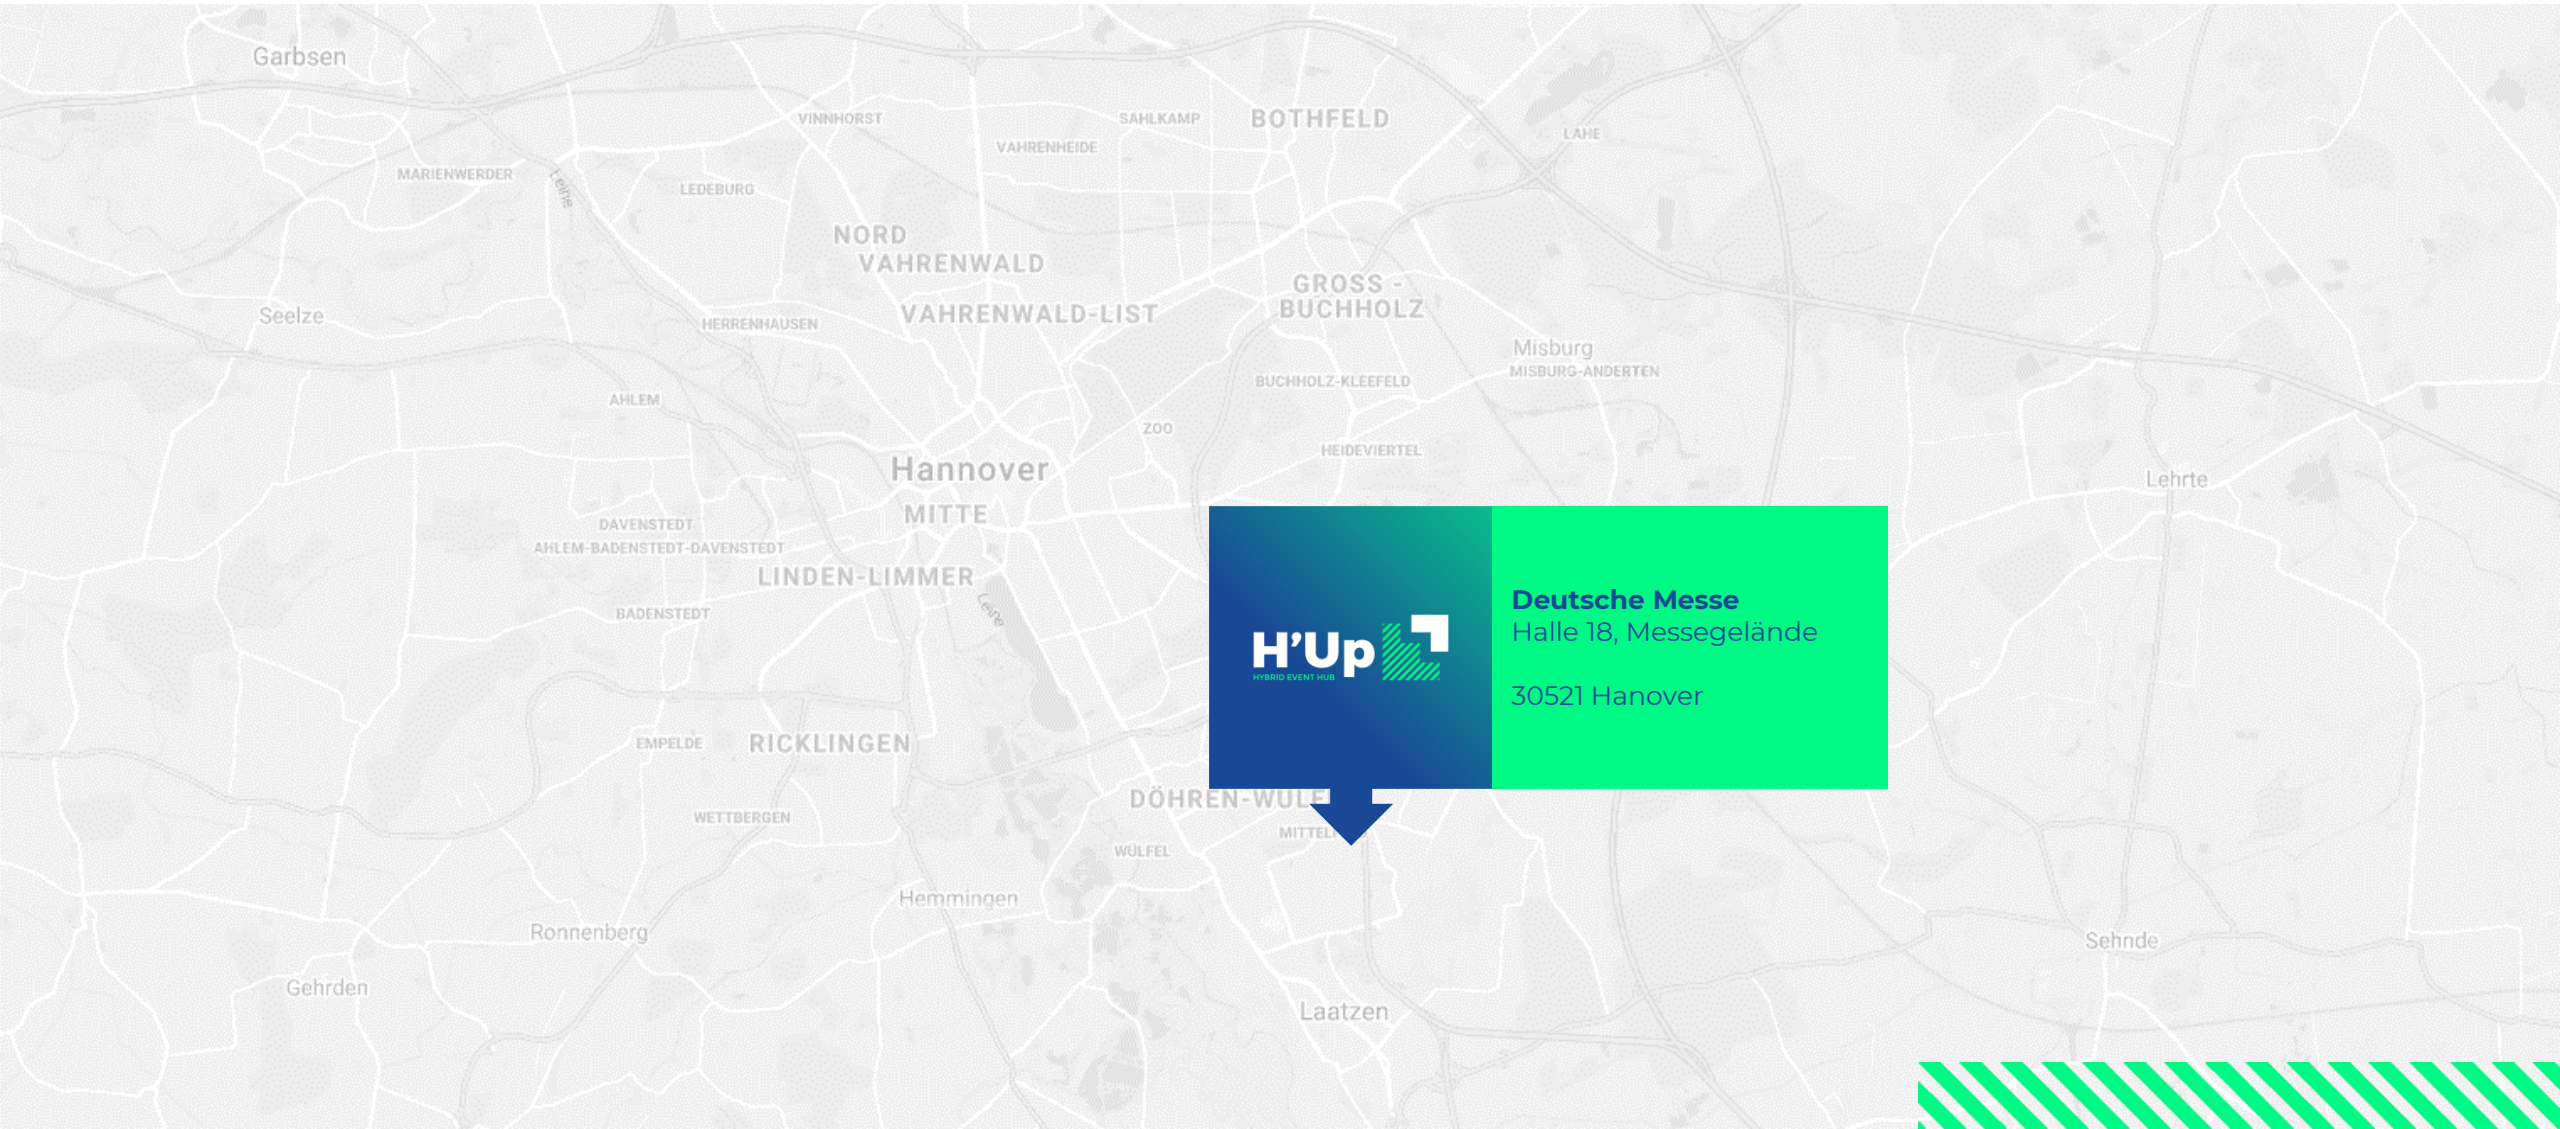 Garbsen
VINNHORST
SAHLKAMP
BOTHFELD
LAHE
VAHRENHEIDE
MARIENWERDER
Leine
LEDEBURG
NORD
VAHRENWALD
GROSS -
BUCHHOLZ
Seelze
HERRENHAUSEN
VAHRENWALD-LIST
Misburg
MISBURG-ANDERTEN
BUCHHOLZ-KLEEFELD
AHLEM
ZOO
HEIDEVIERTEL
Hannover
MITTE
Lehrte
DAVENSTEDT
AHLEM-BADENSTEDT-DAVENSTEDT
LINDEN-LIMMER
Leine
BADENSTEDT
H'Up
HYBRID EVENT HUB
Deutsche Messe
Halle 18, Messegelände
30521 Hanover
EMPELDE
RICKLINGEN
WETTBERGEN
WÜLFEL
Hemmingen
Ronnenberg
Sehnde
Gehrden
Laatzen